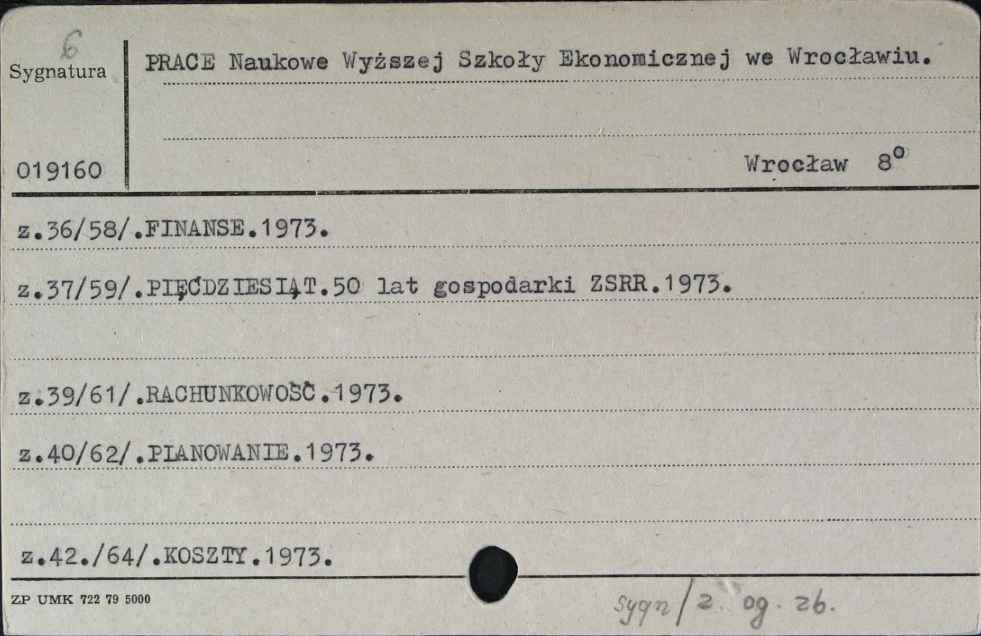 6
Sygnatura
PRACE Naukowe Wyższej Szkoły Ekonomicznej we Wrocławiu.
019160
Wrocław 8°
z.36/58/.FINANSE.1973.
z.37/59/.PIĘĆDZIESIĄT.50 lat gospodarki ZSRR.1973.
z.39/61/.RACHUNKOWOŚĆ.1973.
z.40/62/.PLANOWANIE.1973.
z.42./64/.KOSZTY.1973.
ZP UMK 722 79 5000
sygn/z. og. zb.